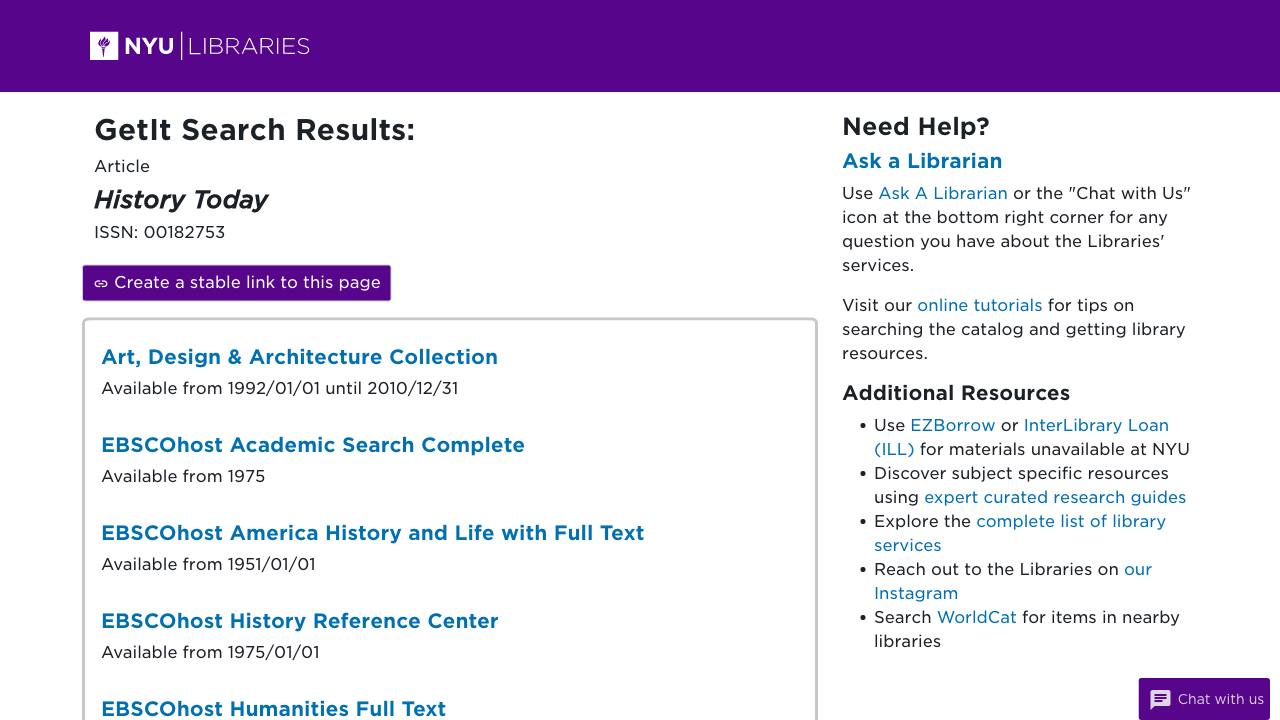 NYU LIBRARIES
GetIt Search Results:
Article
History Today
ISSN: 00182753
Create a stable link to this page
Art, Design & Architecture Collection
Available from 1992/01/01 until 2010/12/31
EBSCOhost Academic Search Complete
Available from 1975
EBSCOhost America History and Life with Full Text
Available from 1951/01/01
EBSCOhost History Reference Center
Available from 1975/01/01
EBSCOhost Humanities Full Text
Need Help?
Ask a Librarian
Use Ask A Librarian or the "Chat with Us"
icon at the bottom right corner for any
question you have about the Libraries'
services.
Visit our online tutorials for tips on
searching the catalog and getting library
resources.
Additional Resources
• Use EZBorrow or InterLibrary Loan
(ILL) for materials unavailable at NYU
• Discover subject specific resources
using expert curated research guides
• Explore the complete list of library
services
• Reach out to the Libraries on our
Instagram
• Search WorldCat for items in nearby
libraries
Chat with us